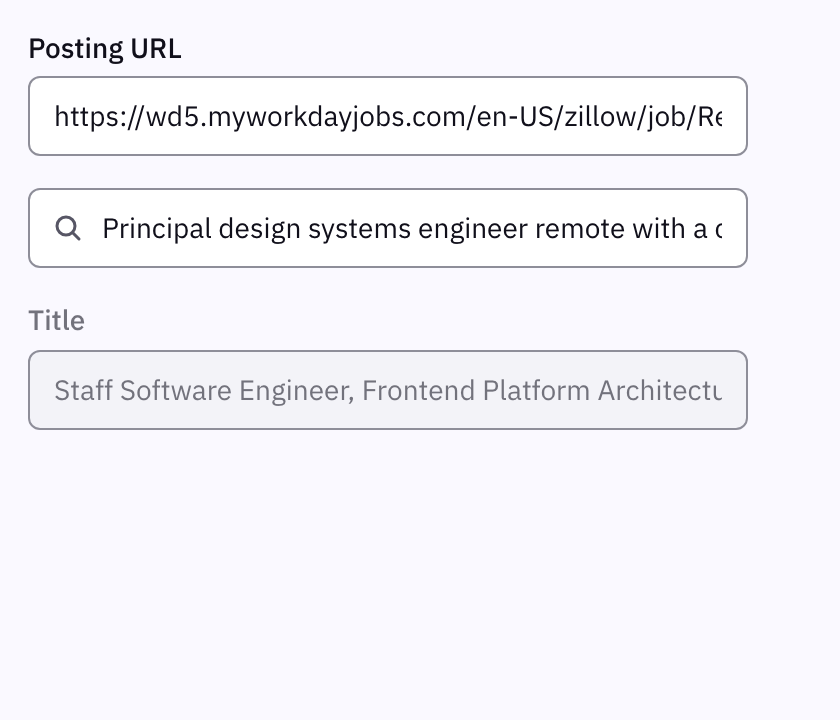 Posting URL
https://wd5.myworkdayjobs.com/en-US/zillow/job/Re
Principal design systems engineer remote with a
Title
Staff Software Engineer, Frontend Platform Architectu